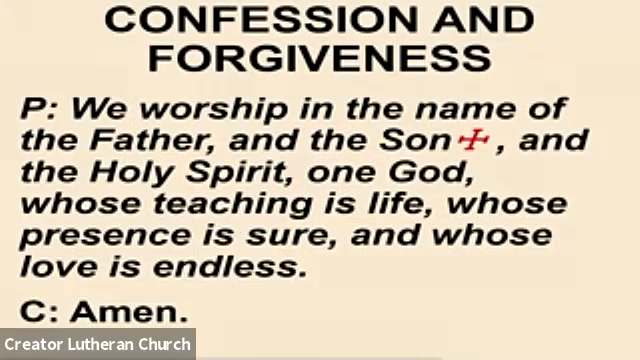 CONFESSION AND
FORGIVENESS
P: We worship in the name of
the Father, and the Son ☩, and
the Holy Spirit, one God,
whose teaching is life, whose
presence is sure, and whose
love is endless.
C: Amen.
Creator Lutheran Church